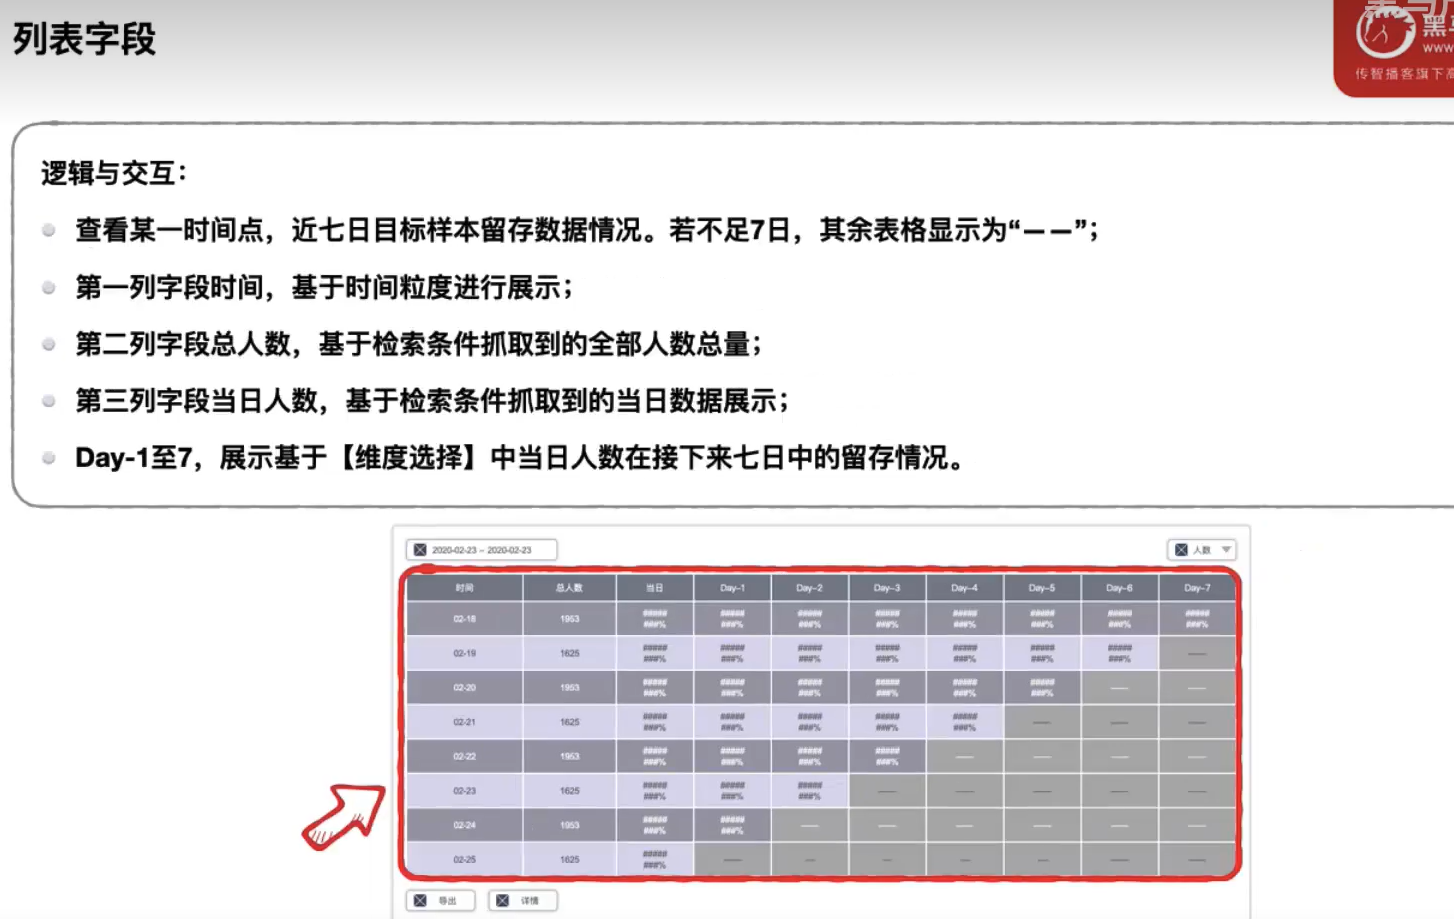 列表字段
黑马
www
传智播客旗下高
逻辑与交互：
查看某一时间点，近七日目标样本留存数据情况。若不足7日，其余表格显示为“——”；
第一列字段时间，基于时间粒度进行展示；
第二列字段总人数，基于检索条件抓取到的全部人数总量；
第三列字段当日人数，基于检索条件抓取到的当日数据展示；
Day-1至7，展示基于【维度选择】中当日人数在接下来七日中的留存情况。
2020-02-23 ~ 2020-02-23 人数
时间 总人数 当日 Day-1 Day-2 Day-3 Day-4 Day-5 Day-6 Day-7
02-18 1953 ##### ##### ##### ##### ##### ##### ##### #####
###% ###% ###% ###% ###% ###% ###% ###%
02-19 1625 ##### ##### ##### ##### ##### ##### ##### ——
###% ###% ###% ###% ###% ###% ###%
02-20 1953 ##### ##### ##### ##### ##### ##### —— ——
###% ###% ###% ###% ###% ###%
02-21 1625 ##### ##### ##### ##### ##### —— —— ——
###% ###% ###% ###% ###%
02-22 1953 ##### ##### ##### ##### —— —— —— ——
###% ###% ###% ###%
02-23 1625 ##### ##### ##### —— —— —— —— ——
###% ###% ###%
02-24 1953 ##### ##### —— —— —— —— —— ——
###% ###%
02-25 1625 ##### —— — — — — —— ——
###%
导出 详情